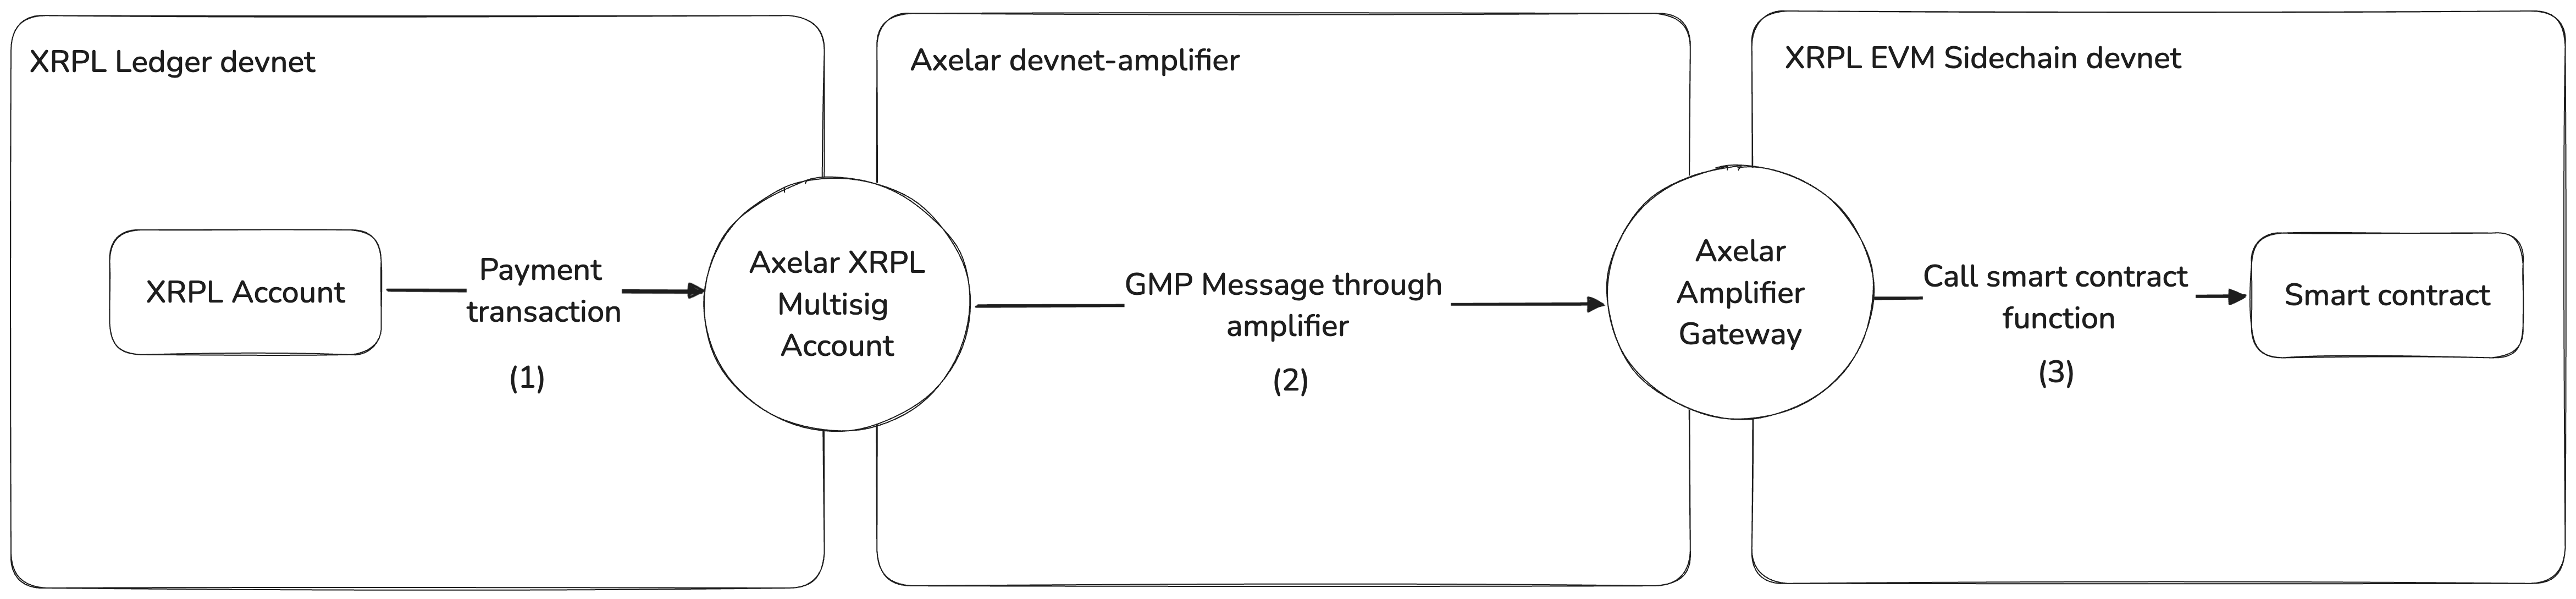 XRPL Ledger devnet
XRPL Account
Payment
transaction
(1)
Axelar XRPL
Multisig
Account
Axelar devnet-amplifier
GMP Message through
amplifier
(2)
Axelar
Amplifier
Gateway
XRPL EVM Sidechain devnet
Call smart contract
function
(3)
Smart contract